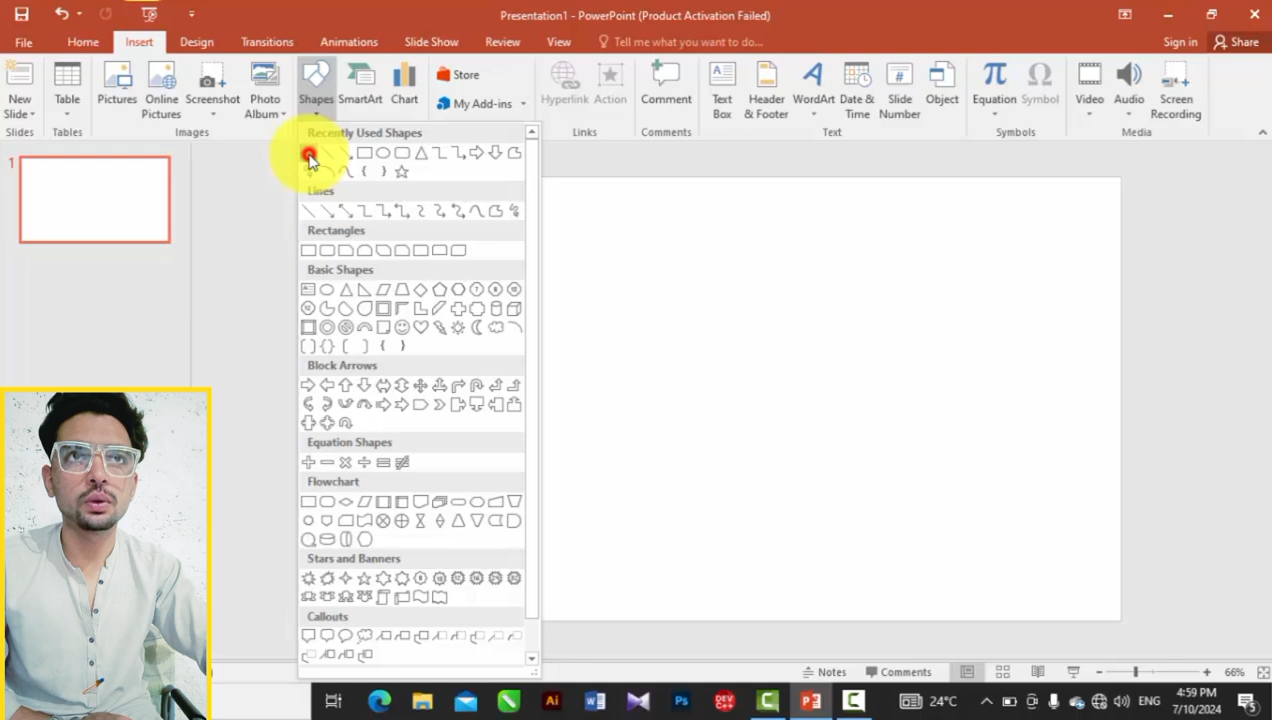 Presentation1 - PowerPoint (Product Activation Failed)
File Home Insert Design Transitions Animations Slide Show Review View Tell me what you want to do... Sign in Share
New Slide
Table
Pictures
Online Pictures
Screenshot
Photo Album
Shapes
SmartArt
Chart
Store
My Add-ins
Hyperlink
Action
Comment
Text Box
Header & Footer
WordArt
Date & Time
Slide Number
Object
Equation
Symbol
Video
Audio
Screen Recording
Slides Tables Images Links Comments Text Symbols Media
1
Recently Used Shapes
Lines
Rectangles
Basic Shapes
Block Arrows
Equation Shapes
Flowchart
Stars and Banners
Callouts
Notes Comments 66%
Ai DEV C++ Ps 24°C ENG
4:59 PM
7/10/2024
5